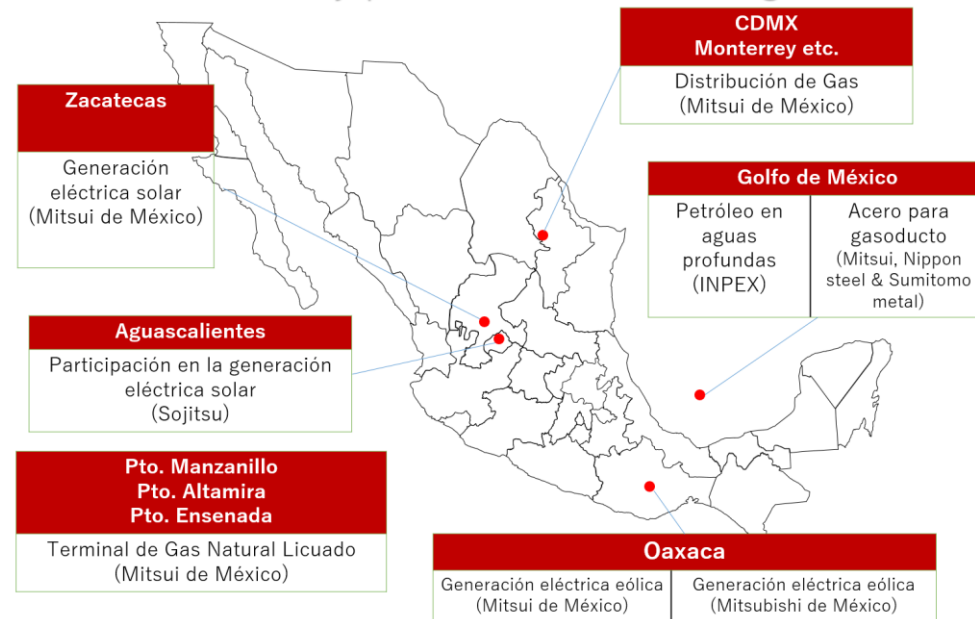 CDMX
Monterrey etc.
Distribución de Gas
(Mitsui de México)
Zacatecas
Generación
eléctrica solar
(Mitsui de México)
Golfo de México
Petróleo en
aguas
profundas
(INPEX)
Acero para
gasoducto
(Mitsui, Nippon
steel & Sumitomo
metal)
Aguascalientes
Participación en la generación
eléctrica solar
(Sojitsu)
Pto. Manzanillo
Pto. Altamira
Pto. Ensenada
Terminal de Gas Natural Licuado
(Mitsui de México)
Oaxaca
Generación eléctrica eólica
(Mitsui de México)
Generación eléctrica eólica
(Mitsubishi de México)